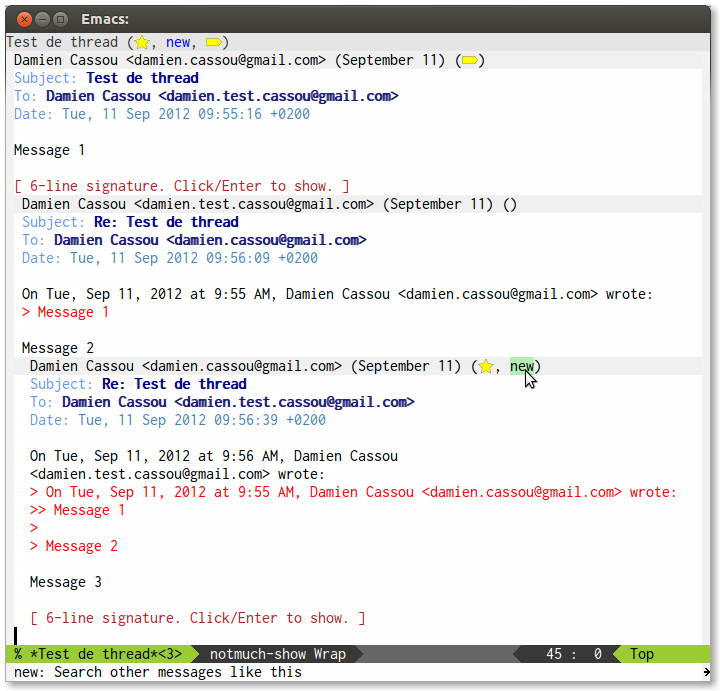 Emacs:
Test de thread (⭐, new, )
Damien Cassou <damien.cassou@gmail.com> (September 11) ()
Subject: Test de thread
To: Damien Cassou <damien.test.cassou@gmail.com>
Date: Tue, 11 Sep 2012 09:55:16 +0200
Message 1
[ 6-line signature. Click/Enter to show. ]
Damien Cassou <damien.test.cassou@gmail.com> (September 11) ()
Subject: Re: Test de thread
To: Damien Cassou <damien.cassou@gmail.com>
Date: Tue, 11 Sep 2012 09:56:09 +0200
On Tue, Sep 11, 2012 at 9:55 AM, Damien Cassou <damien.cassou@gmail.com> wrote:
> Message 1
Message 2
Damien Cassou <damien.cassou@gmail.com> (September 11) (⭐, new)
Subject: Re: Test de thread
To: Damien Cassou <damien.test.cassou@gmail.com>
Date: Tue, 11 Sep 2012 09:56:39 +0200
On Tue, Sep 11, 2012 at 9:56 AM, Damien Cassou
<damien.test.cassou@gmail.com> wrote:
> On Tue, Sep 11, 2012 at 9:55 AM, Damien Cassou <damien.cassou@gmail.com> wrote:
>> Message 1
>
> Message 2
Message 3
[ 6-line signature. Click/Enter to show. ]
% *Test de thread*<3> notmuch-show Wrap 45 : 0 Top
new: Search other messages like this